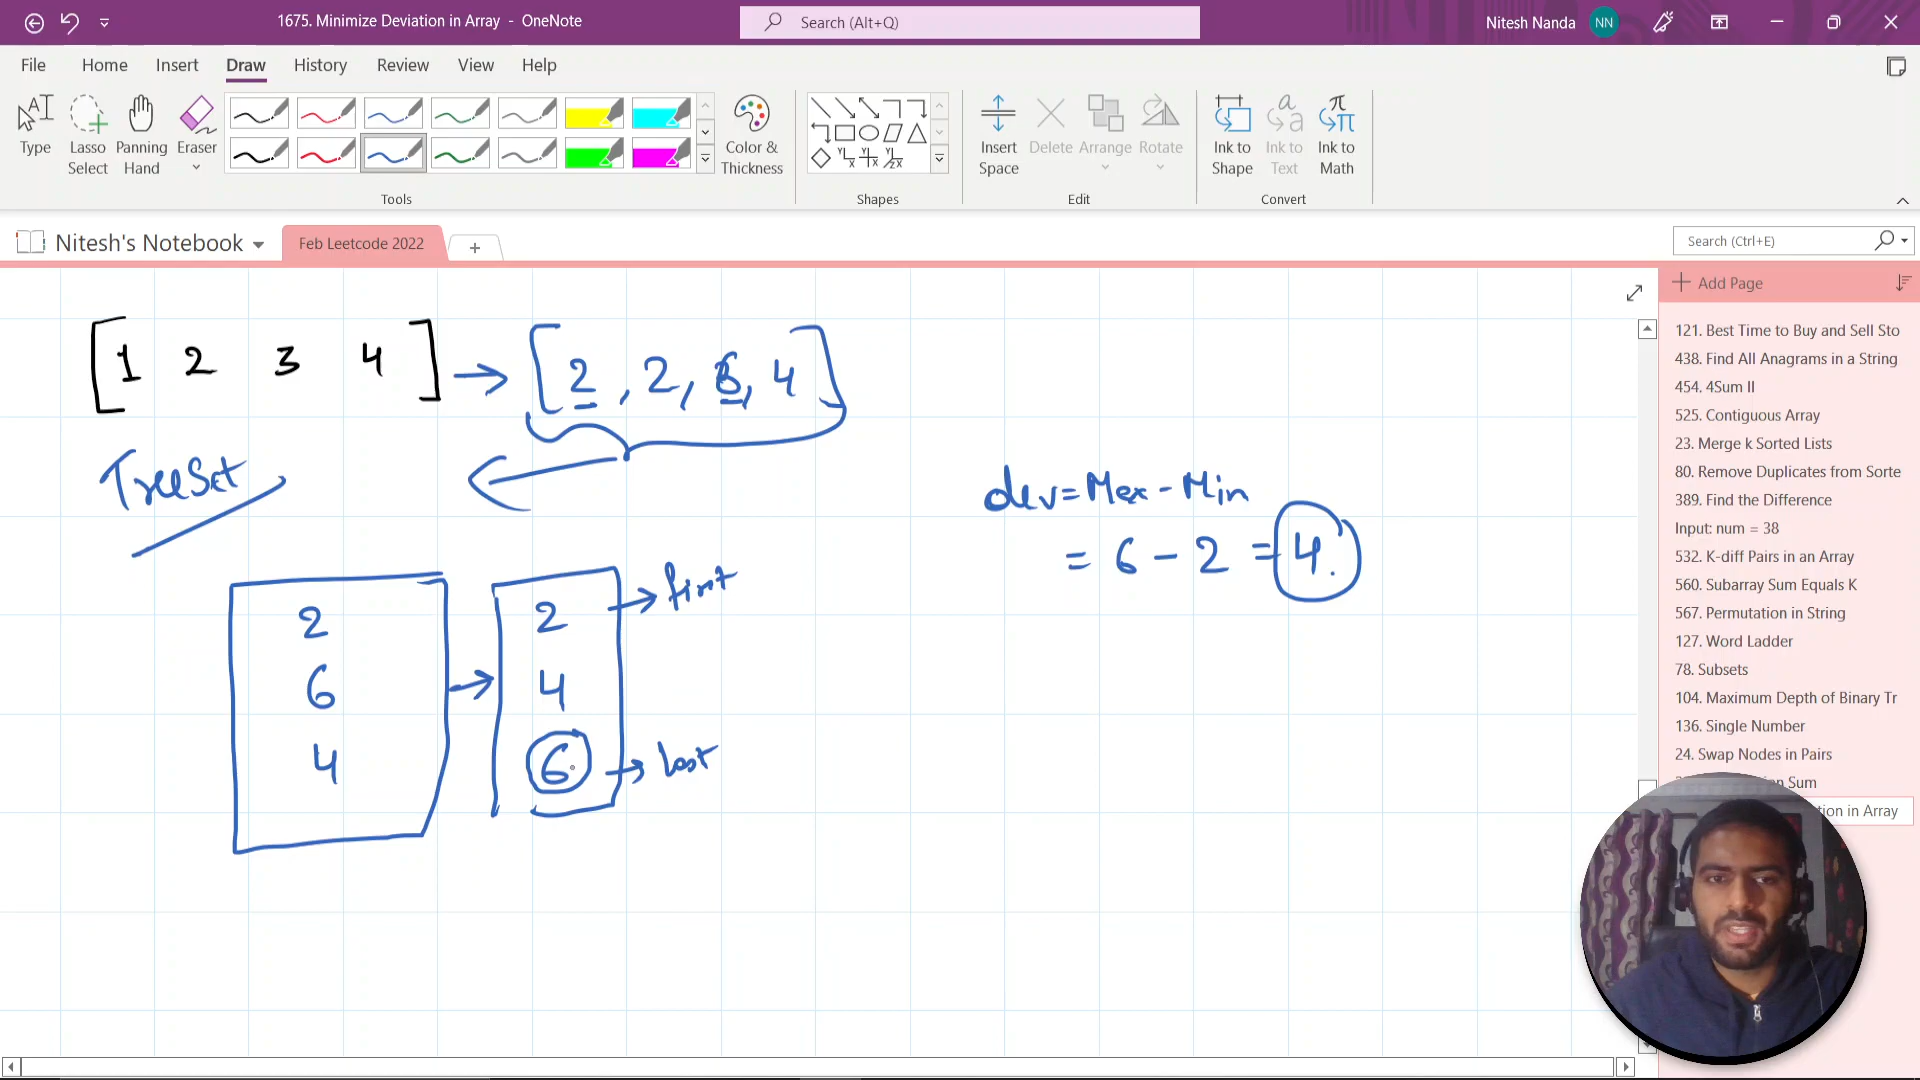 1675. Minimize Deviation in Array - OneNote
Search (Alt+Q)
Nitesh Nanda
NN
File Home Insert Draw History Review View Help
Type
Lasso Select
Panning Hand
Eraser
Color & Thickness
Insert Space
Delete
Arrange
Rotate
Ink to Shape
Ink to Text
Ink to Math
Tools
Shapes
Edit
Convert
Nitesh's Notebook
Feb Leetcode 2022
Search (Ctrl+E)
Add Page
121. Best Time to Buy and Sell Sto
438. Find All Anagrams in a String
454. 4Sum II
525. Contiguous Array
23. Merge k Sorted Lists
80. Remove Duplicates from Sorte
389. Find the Difference
Input: num = 38
532. K-diff Pairs in an Array
560. Subarray Sum Equals K
567. Permutation in String
127. Word Ladder
78. Subsets
104. Maximum Depth of Binary Tr
136. Single Number
24. Swap Nodes in Pairs
Sum
tion in Array
[1 2 3 4] → [2, 2, 6, 4]
TreeSet
dev = Max - Min
= 6 - 2 = 4.
2
6
4
2 → first
4
6 → last